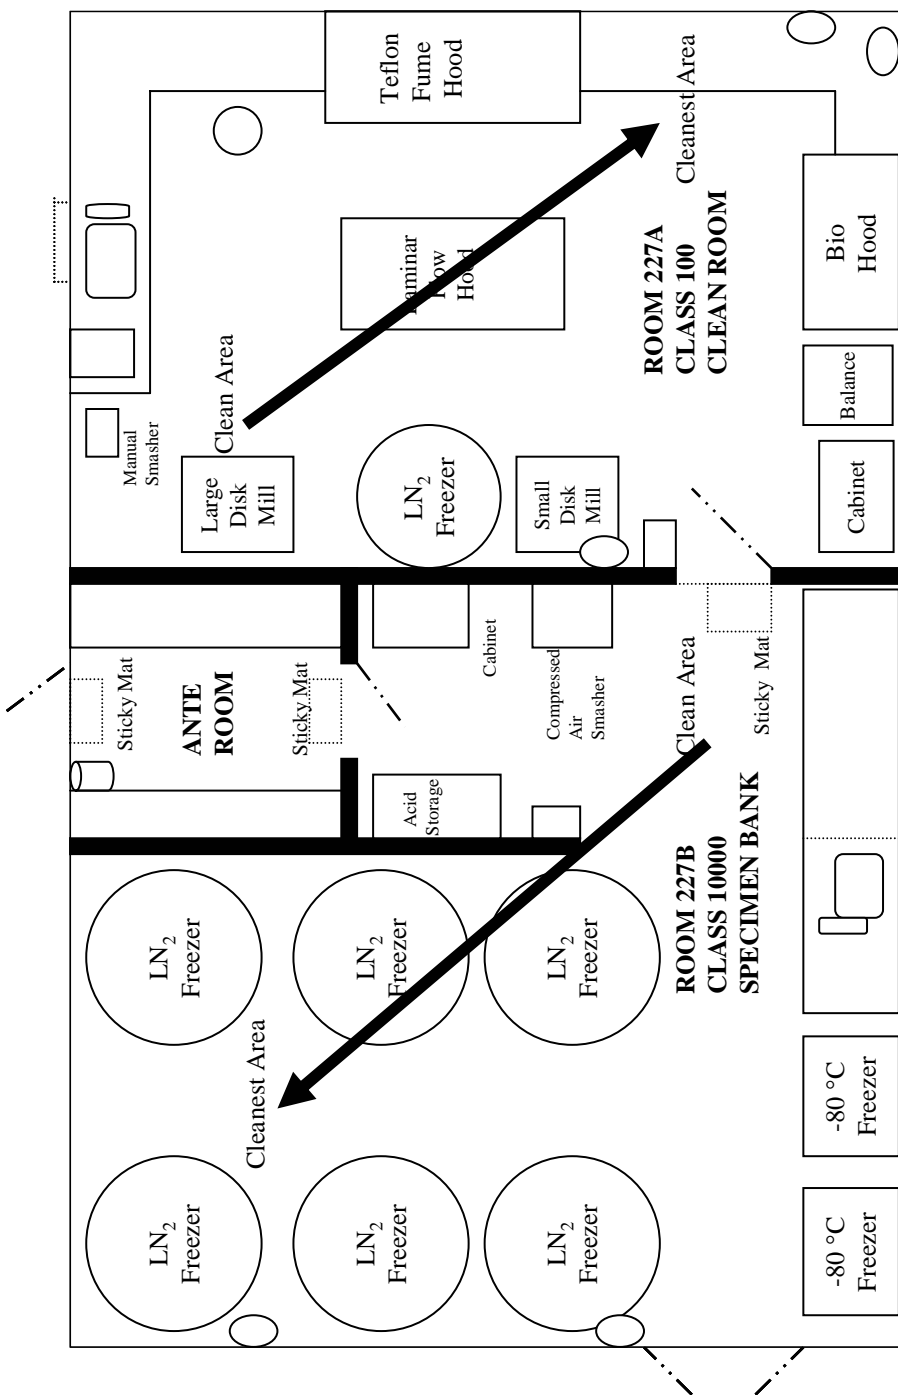 LN2
Freezer
LN2
Freezer
Cleanest Area
LN2
Freezer
LN2
Freezer
LN2
Freezer
LN2
Freezer
ROOM 227B
CLASS 10000
SPECIMEN BANK
-80 °C
Freezer
-80 °C
Freezer
Sticky Mat
ANTE
ROOM
Sticky Mat
Acid
Storage
Cabinet
Compressed
Air
Smasher
Clean Area
Sticky Mat
Manual
Smasher
Large
Disk
Mill
Clean Area
LN2
Freezer
Small
Disk
Mill
Laminar
Flow
Hood
Teflon
Fume
Hood
Cleanest Area
ROOM 227A
CLASS 100
CLEAN ROOM
Cabinet
Balance
Bio
Hood